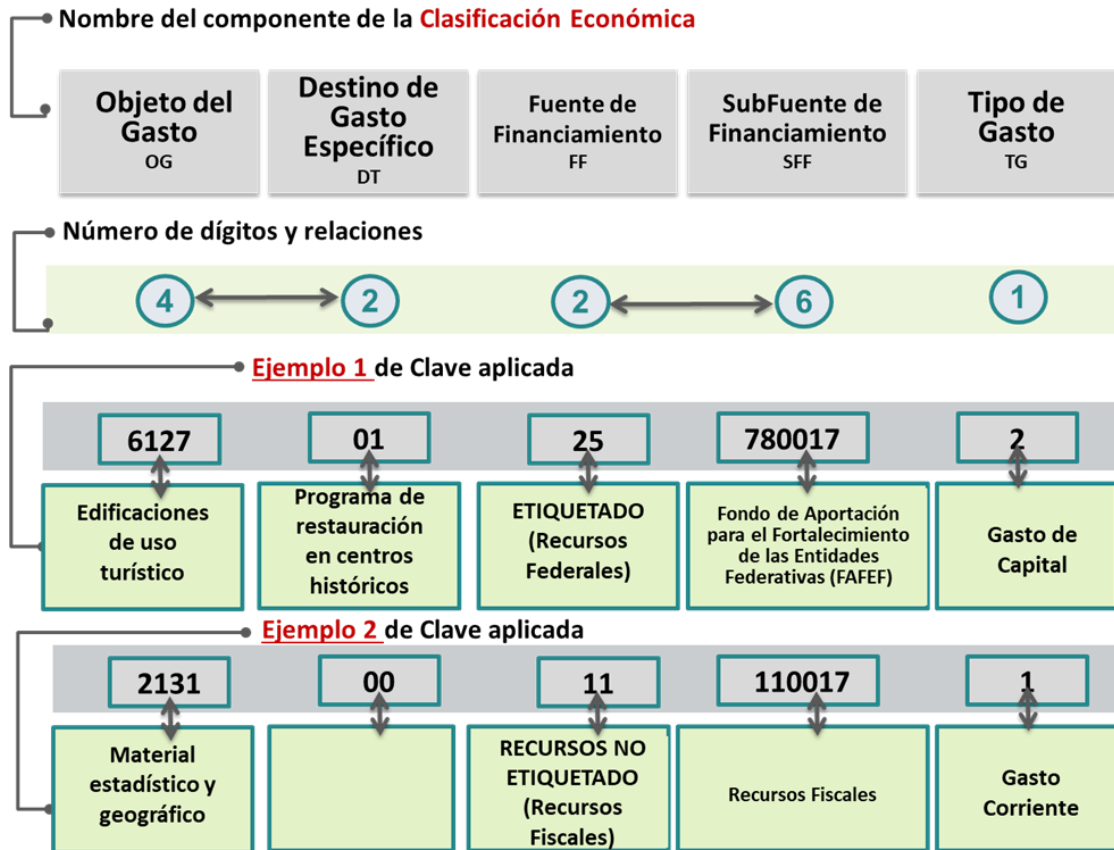 Nombre del componente de la Clasificación Económica
Objeto del
Gasto
OG
Destino de
Gasto
Específico
DT
Fuente de
Financiamiento
FF
SubFuente de
Financiamiento
SFF
Tipo de
Gasto
TG
Número de dígitos y relaciones
4
2
2
6
1
Ejemplo 1 de Clave aplicada
6127
01
25
780017
2
Edificaciones
de uso
turístico
Programa de
restauración
en centros
históricos
ETIQUETADO
(Recursos
Federales)
Fondo de Aportación
para el Fortalecimiento
de las Entidades
Federativas (FAFEF)
Gasto de
Capital
Ejemplo 2 de Clave aplicada
2131
00
11
110017
1
Material
estadístico y
geográfico
RECURSOS NO
ETIQUETADO
(Recursos
Fiscales)
Recursos Fiscales
Gasto
Corriente